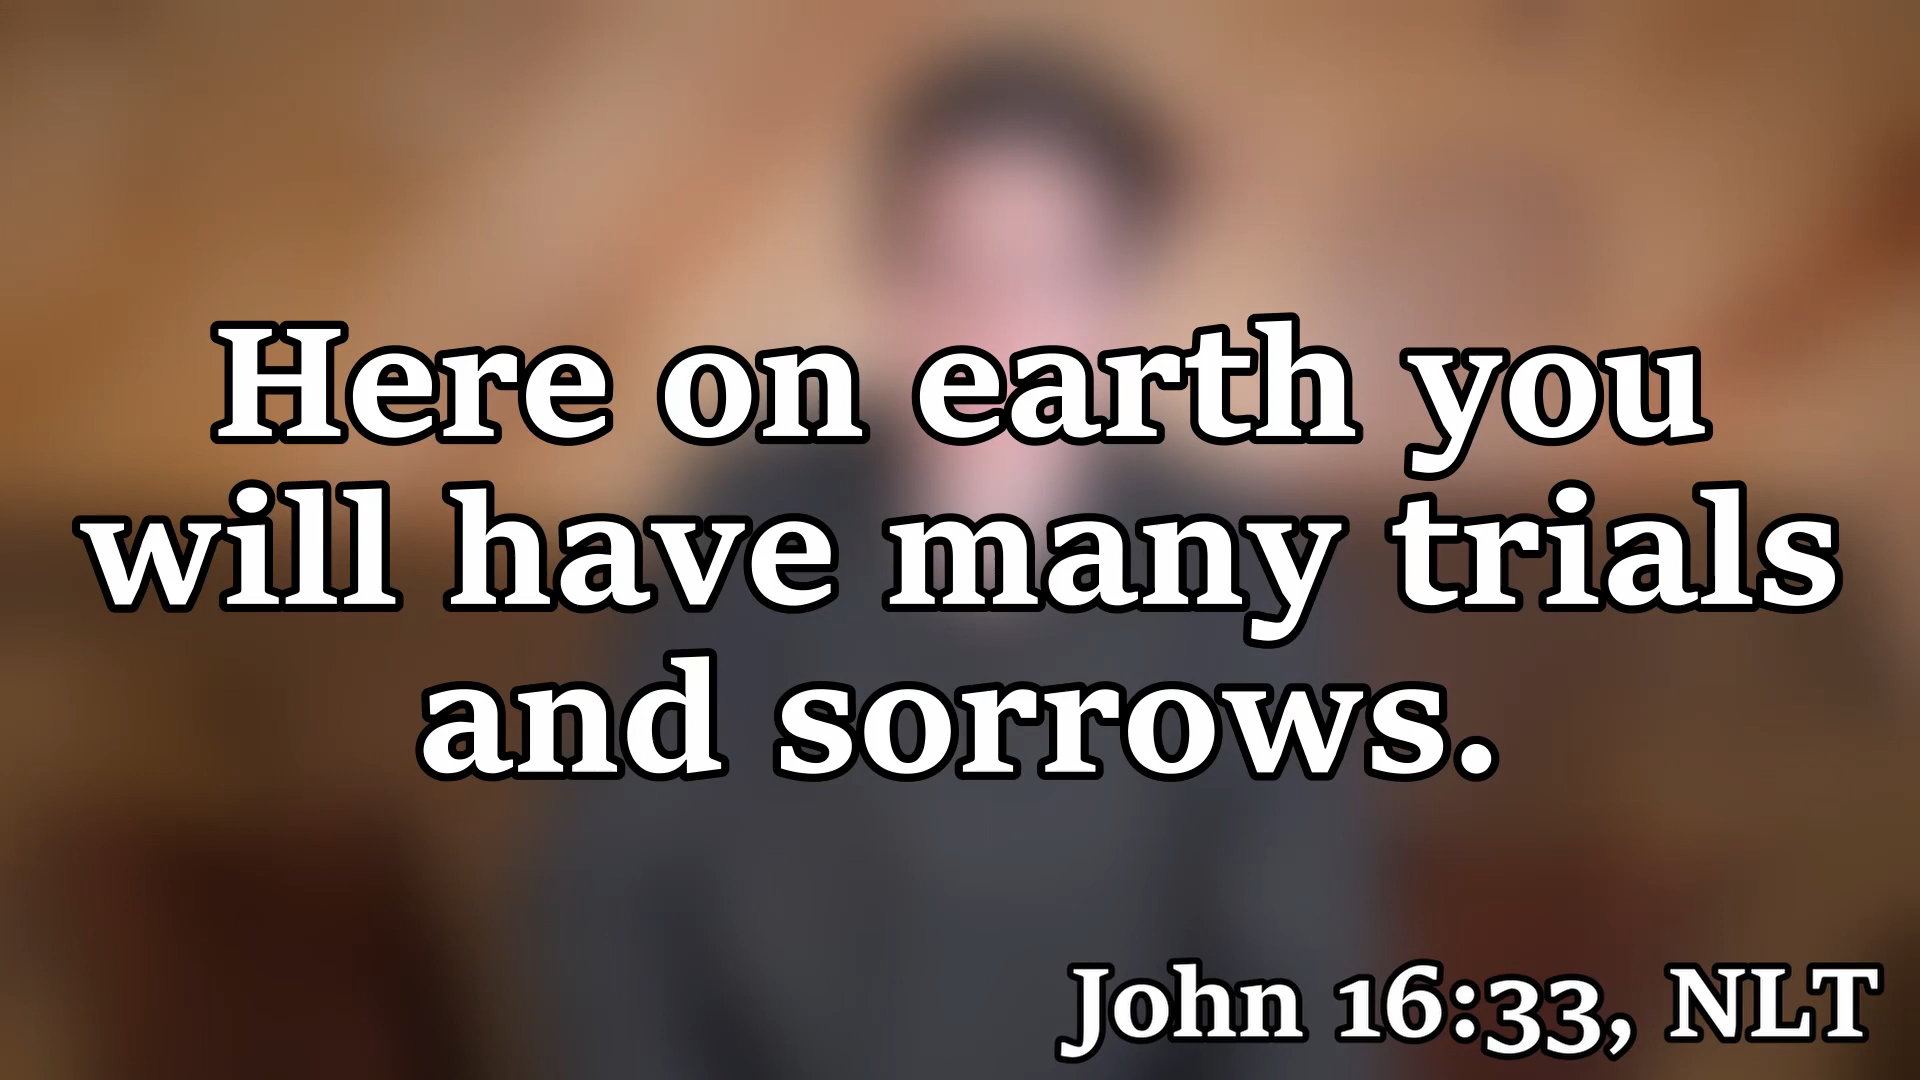 Here on earth you
will have many trials
and sorrows.
John 16:33, NLT